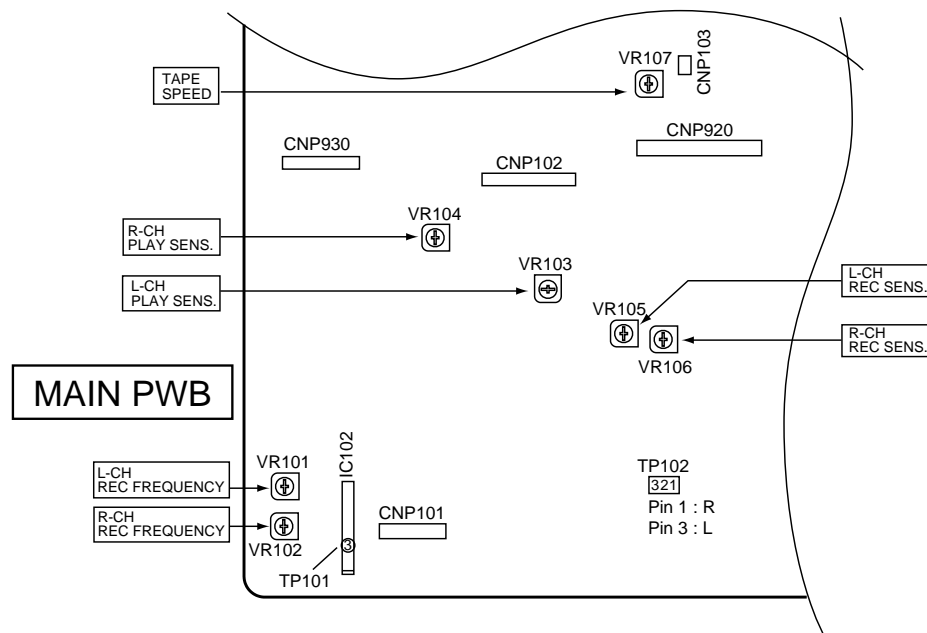 VR107
CNP103
TAPE
SPEED
CNP930
CNP920
CNP102
VR104
R-CH
PLAY SENS.
VR103
L-CH
PLAY SENS.
L-CH
REC SENS.
VR105
R-CH
REC SENS.
VR106
MAIN PWB
IC102
VR101
L-CH
REC FREQUENCY
TP102
321
Pin 1 : R
Pin 3 : L
CNP101
R-CH
REC FREQUENCY
VR102
3
TP101